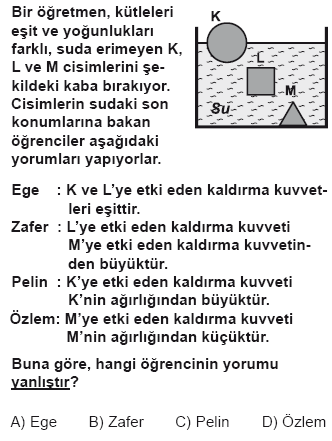 Bir öğretmen, kütleleri
eşit ve yoğunlukları
farklı, suda erimeyen K,
L ve M cisimlerini şe-
kildeki kaba bırakıyor.
Cisimlerin sudaki son
konumlarına bakan
öğrenciler aşağıdaki
yorumları yapıyorlar.
K
L
M
Su
Ege : K ve L'ye etki eden kaldırma kuvvet-
leri eşittir.
Zafer : L'ye etki eden kaldırma kuvveti
M'ye etki eden kaldırma kuvvetin-
den büyüktür.
Pelin : K'ye etki eden kaldırma kuvveti
K'nin ağırlığından büyüktür.
Özlem: M'ye etki eden kaldırma kuvveti
M'nin ağırlığından küçüktür.
Buna göre, hangi öğrencinin yorumu
yanlıştır?
A) Ege B) Zafer C) Pelin D) Özlem